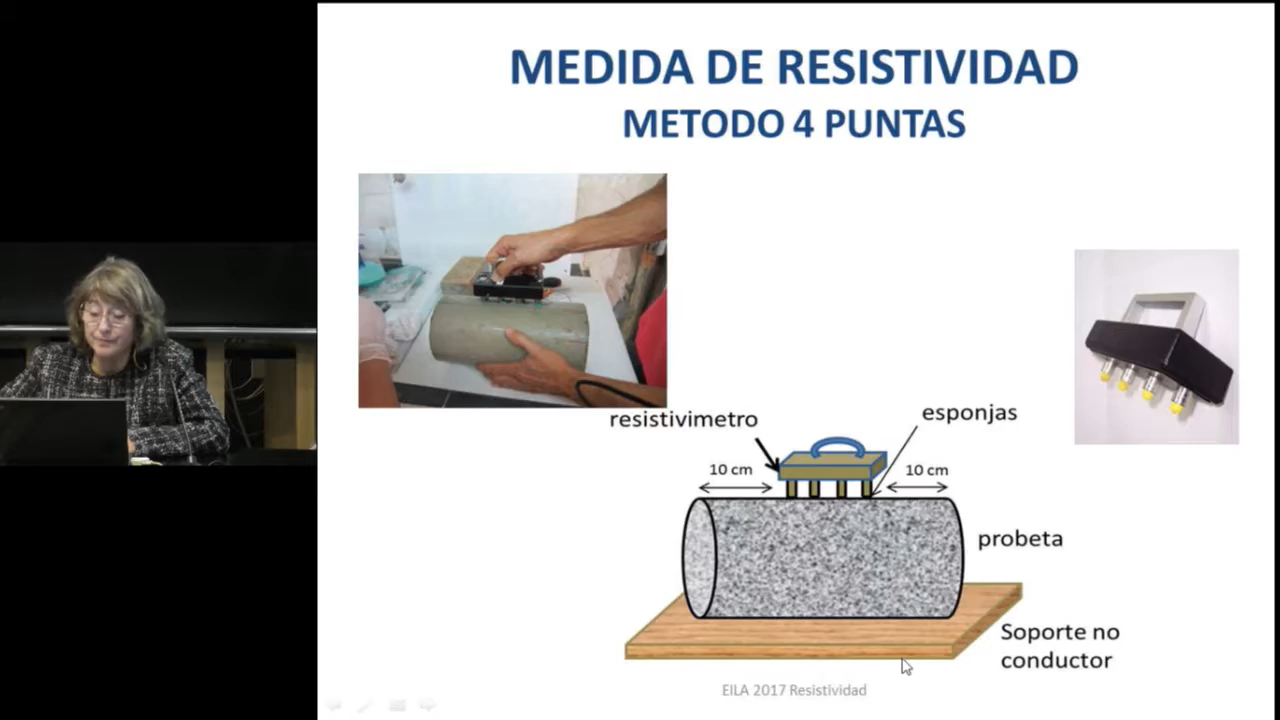 MEDIDA DE RESISTIVIDAD
METODO 4 PUNTAS
resistivimetro
esponjas
10 cm
10 cm
probeta
Soporte no
conductor
EILA 2017 Resistividad